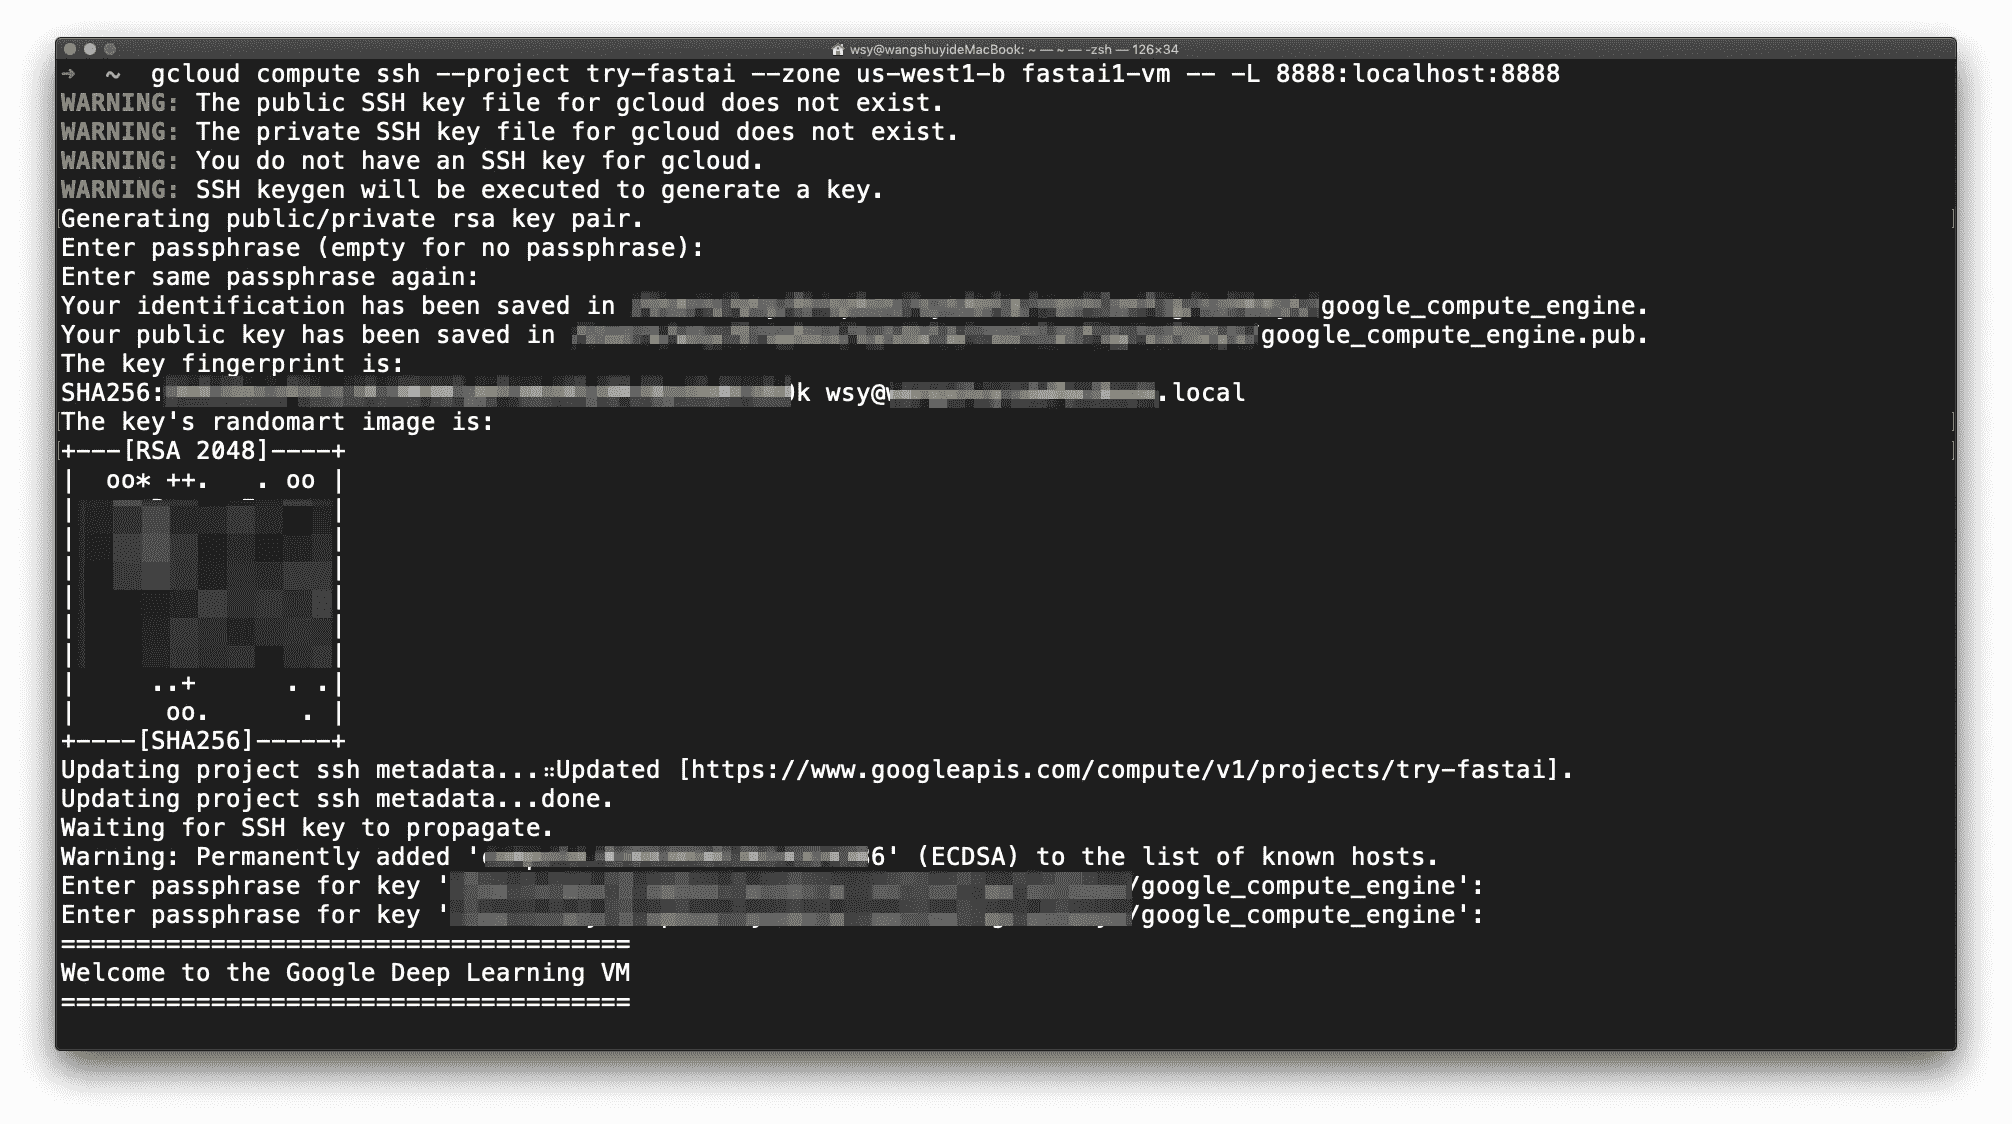 wsy@wangshuyideMacBook: ~ — ~ — -zsh — 126×34
→ ~ gcloud compute ssh --project try-fastai --zone us-west1-b fastai1-vm -- -L 8888:localhost:8888
WARNING: The public SSH key file for gcloud does not exist.
WARNING: The private SSH key file for gcloud does not exist.
WARNING: You do not have an SSH key for gcloud.
WARNING: SSH keygen will be executed to generate a key.
Generating public/private rsa key pair.
Enter passphrase (empty for no passphrase):
Enter same passphrase again:
Your identification has been saved in google_compute_engine.
Your public key has been saved in /google_compute_engine.pub.
The key fingerprint is:
SHA256: k wsy@ .local
The key's randomart image is:
+---[RSA 2048]----+
|  oo* ++.   . oo |
|                 |
|                 |
|                 |
|                 |
|                 |
|                 |
|     ..+      . .|
|      oo.      . |
+----[SHA256]-----+
Updating project ssh metadata...⠶Updated [https://www.googleapis.com/compute/v1/projects/try-fastai].
Updating project ssh metadata...done.
Waiting for SSH key to propagate.
Warning: Permanently added ' 6' (ECDSA) to the list of known hosts.
Enter passphrase for key ' /google_compute_engine':
Enter passphrase for key ' /google_compute_engine':
======================================
Welcome to the Google Deep Learning VM
======================================